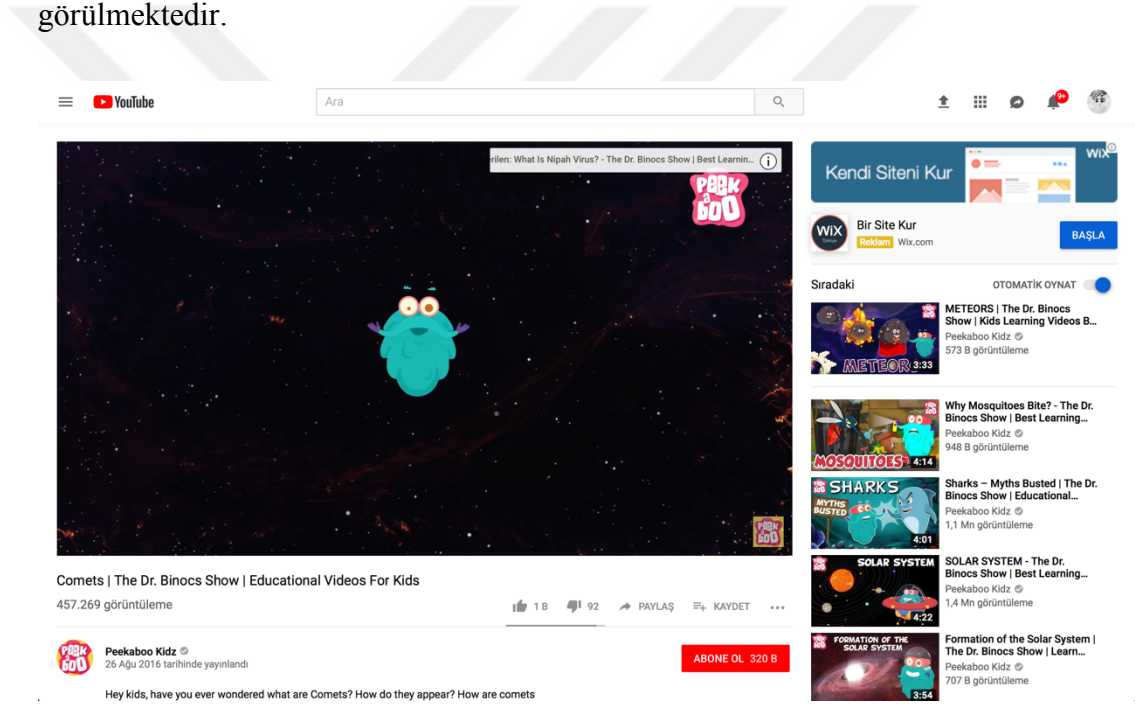 görülmektedir.
YouTube
Ara
9+
erilen: What Is Nipah Virus? - The Dr. Binocs Show | Best Learnin...
PEEK
a
BOO
PEEK
a
BOO
Comets | The Dr. Binocs Show | Educational Videos For Kids
457.269 görüntüleme
1 B
92
PAYLAŞ
KAYDET
Peekaboo Kidz
26 Ağu 2016 tarihinde yayınlandı
ABONE OL 320 B
Hey kids, have you ever wondered what are Comets? How do they appear? How are comets
Kendi Siteni Kur
WiX
WiX
Türkiye
Bir Site Kur
Reklam Wix.com
BAŞLA
Sıradaki
OTOMATİK OYNAT
METEOR
3:33
METEORS | The Dr. Binocs
Show | Kids Learning Videos B...
Peekaboo Kidz
573 B görüntüleme
MOSQUITOES
4:14
Why Mosquitoes Bite? - The Dr.
Binocs Show | Best Learning...
Peekaboo Kidz
948 B görüntüleme
SHARKS
MYTHS
BUSTED
4:01
Sharks – Myths Busted | The Dr.
Binocs Show | Educational...
Peekaboo Kidz
1,1 Mn görüntüleme
SOLAR SYSTEM
4:22
SOLAR SYSTEM - The Dr.
Binocs Show | Best Learning...
Peekaboo Kidz
1,4 Mn görüntüleme
FORMATION OF THE
SOLAR SYSTEM
3:54
Formation of the Solar System |
The Dr. Binocs Show | Learn...
Peekaboo Kidz
707 B görüntüleme